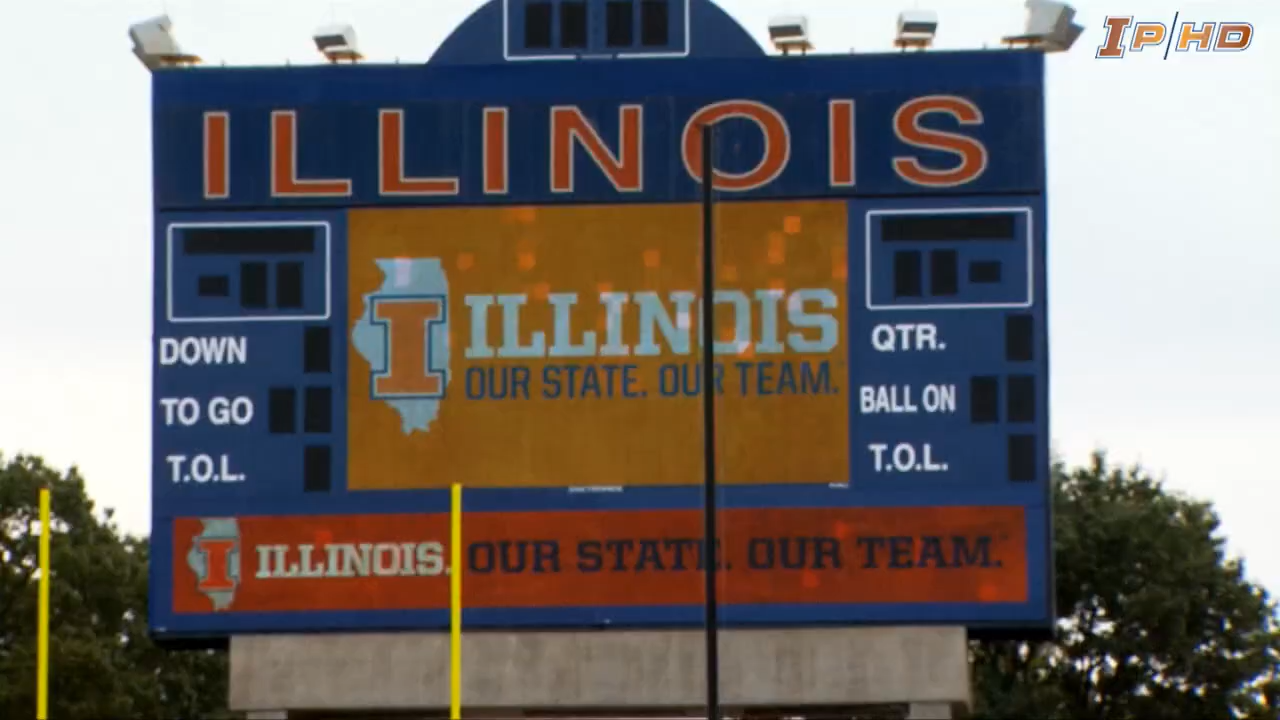 IP/HD
ILLINOIS
ILLINOIS
OUR STATE. OUR TEAM.
DOWN
TO GO
T.O.L.
QTR.
BALL ON
T.O.L.
I
I
ILLINOIS. OUR STATE. OUR TEAM.